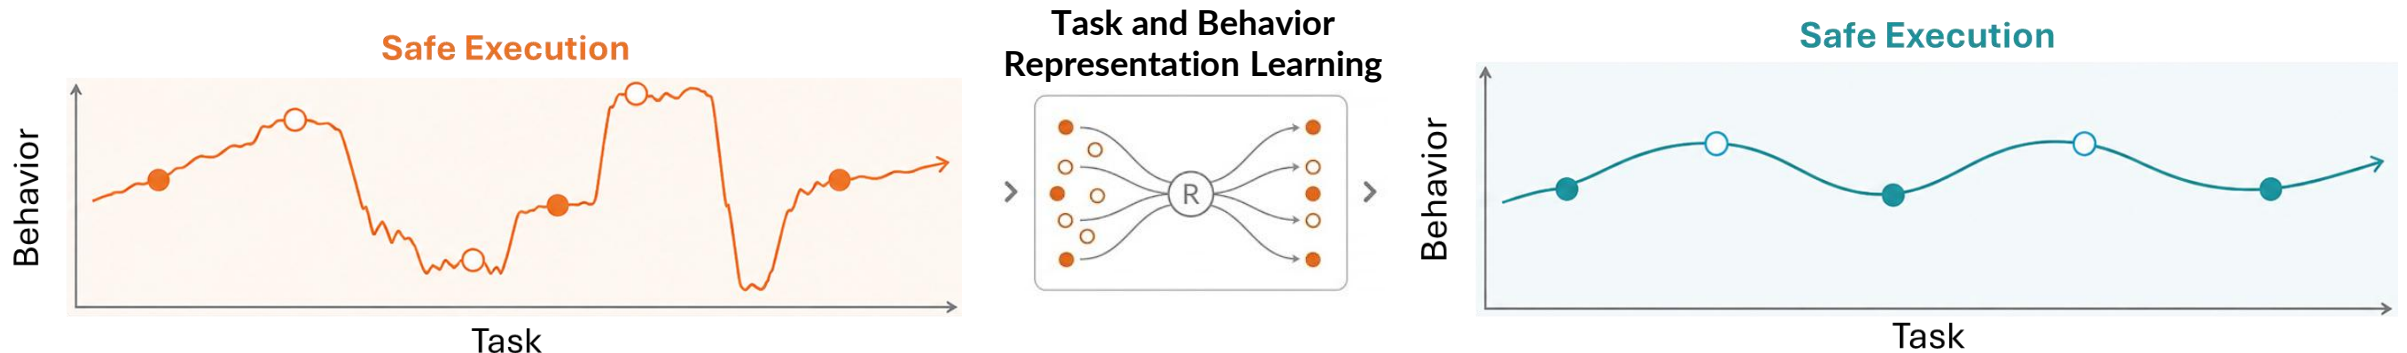 Safe Execution
Behavior
Task
Task and Behavior
Representation Learning
R
Safe Execution
Behavior
Task